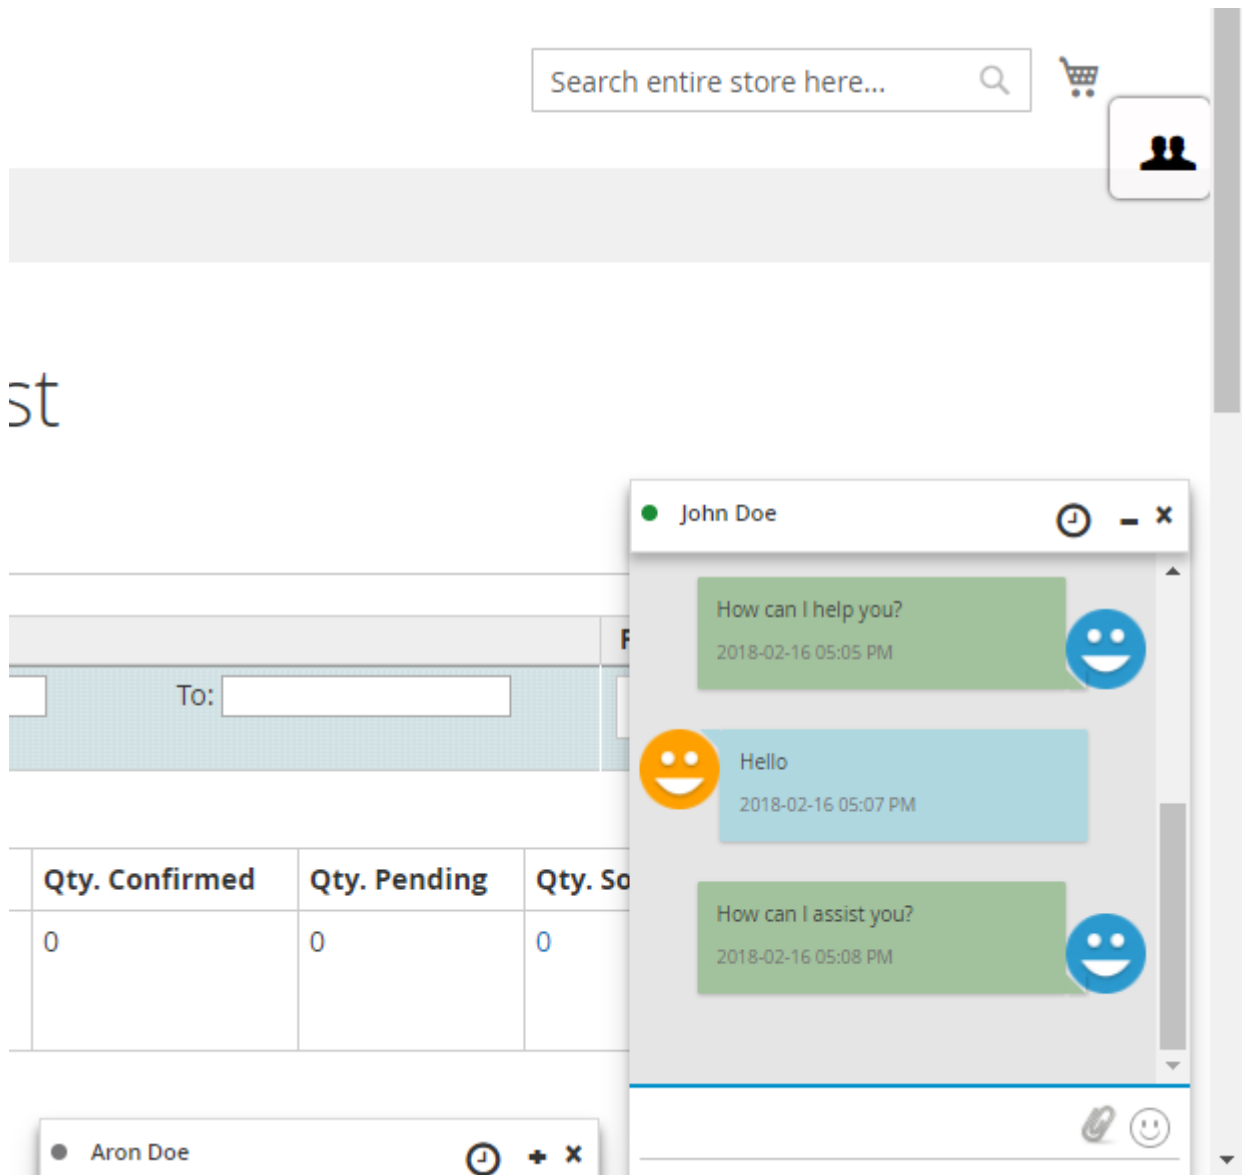 Search entire store here...
st
John Doe
How can I help you?
2018-02-16 05:05 PM
To:
Hello
2018-02-16 05:07 PM
Qty. Confirmed Qty. Pending Qty. So
0 0 0
How can I assist you?
2018-02-16 05:08 PM
Aron Doe